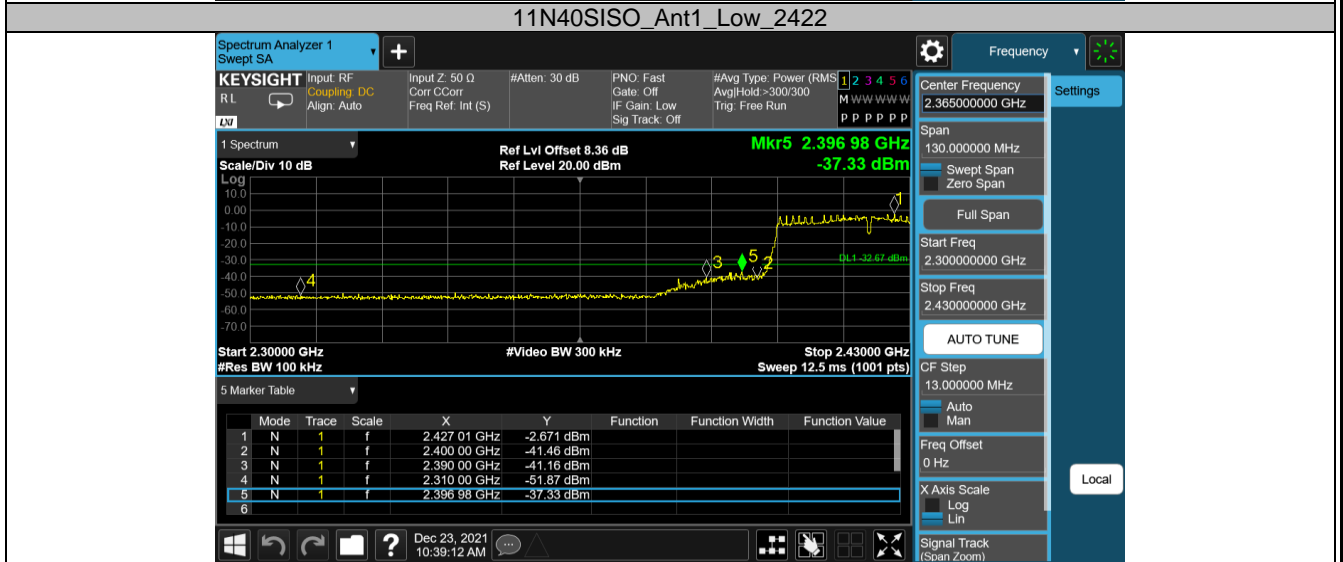 11N40SISO_Ant1_Low_2422
Spectrum Analyzer 1
Swept SA
Frequency
KEYSIGHT
R L
LXI
Input: RF
Coupling: DC
Align: Auto
Input Z: 50 Ω
Corr CCorr
Freq Ref: Int (S)
#Atten: 30 dB
PNO: Fast
Gate: Off
IF Gain: Low
Sig Track: Off
#Avg Type: Power (RMS
Avg|Hold:>300/300
Trig: Free Run
1 2 3 4 5 6
M W W W W W
P P P P P P
Center Frequency
2.365000000 GHz
Settings
Span
130.000000 MHz
Swept Span
Zero Span
Full Span
Start Freq
2.300000000 GHz
Stop Freq
2.430000000 GHz
AUTO TUNE
CF Step
13.000000 MHz
Auto
Man
Freq Offset
0 Hz
X Axis Scale
Log
Lin
Signal Track
(Span Zoom)
Local
1 Spectrum
Scale/Div 10 dB
Ref Lvl Offset 8.36 dB
Ref Level 20.00 dBm
Mkr5 2.396 98 GHz
-37.33 dBm
Log
10.0
0.00
-10.0
-20.0
-30.0
-40.0
-50.0
-60.0
-70.0
1
DL1 -32.67 dBm
3
5
2
4
Start 2.30000 GHz
#Res BW 100 kHz
#Video BW 300 kHz
Stop 2.43000 GHz
Sweep 12.5 ms (1001 pts)
5 Marker Table
Mode Trace Scale X Y Function Function Width Function Value
1 N 1 f 2.427 01 GHz -2.671 dBm
2 N 1 f 2.400 00 GHz -41.46 dBm
3 N 1 f 2.390 00 GHz -41.16 dBm
4 N 1 f 2.310 00 GHz -51.87 dBm
5 N 1 f 2.396 98 GHz -37.33 dBm
6
Dec 23, 2021
10:39:12 AM